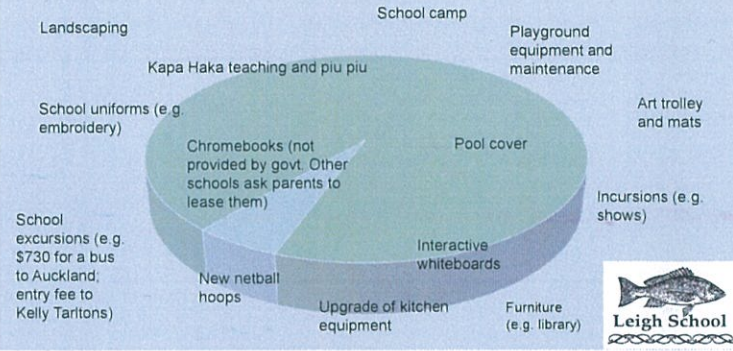 School camp
Landscaping
Playground
equipment and
maintenance
Kapa Haka teaching and piu piu
School uniforms (e.g.
embroidery)
Art trolley
and mats
Chromebooks (not
provided by govt. Other
schools ask parents to
lease them)
Pool cover
Incursions (e.g.
shows)
School
excursions (e.g.
$730 for a bus
to Auckland;
entry fee to
Kelly Tarltons)
Interactive
whiteboards
New netball
hoops
Upgrade of kitchen
equipment
Furniture
(e.g. library)
Leigh School